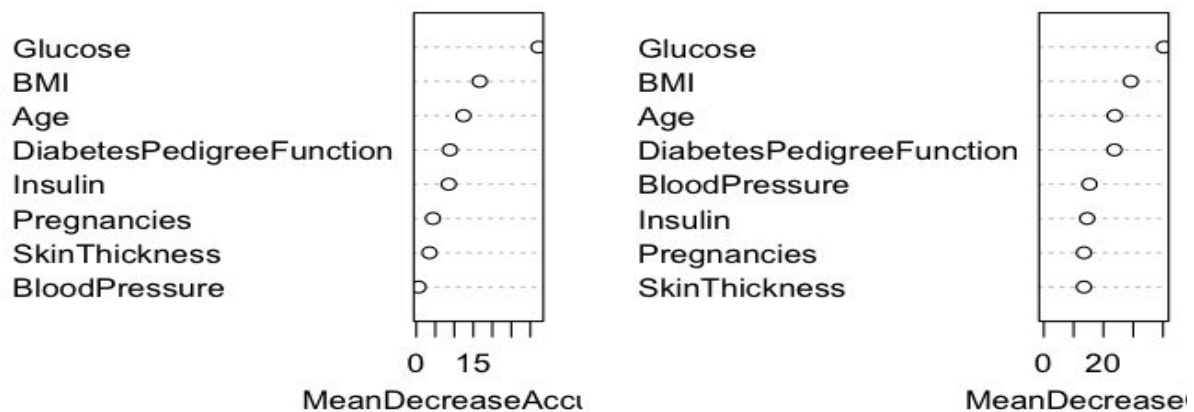 Glucose
BMI
Age
DiabetesPedigreeFunction
Insulin
Pregnancies
SkinThickness
BloodPressure
0 15
MeanDecreaseAccu
Glucose
BMI
Age
DiabetesPedigreeFunction
BloodPressure
Insulin
Pregnancies
SkinThickness
0 20
MeanDecrease